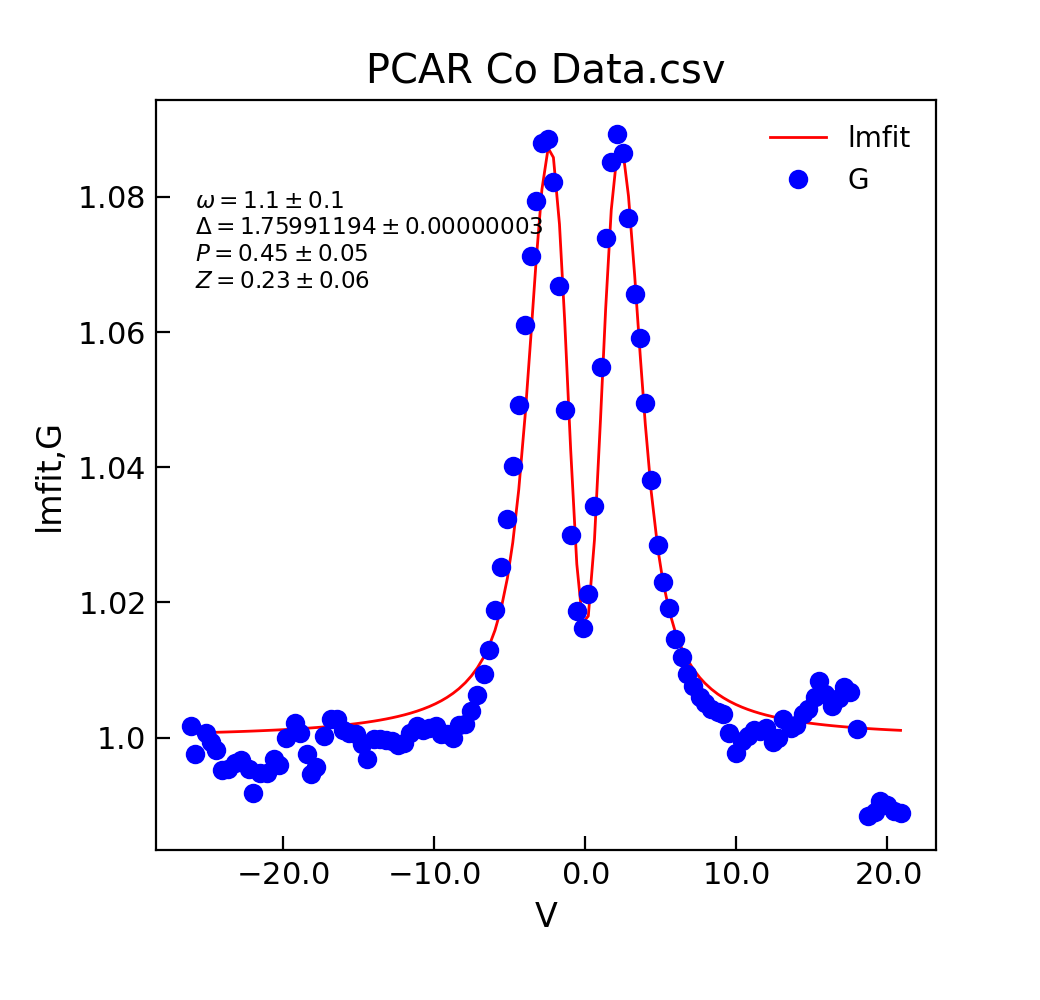 PCAR Co Data.csv
lmfit
G
ω = 1.1 ± 0.1
Δ = 1.75991194 ± 0.00000003
P = 0.45 ± 0.05
Z = 0.23 ± 0.06
1.08
1.06
1.04
1.02
1.0
lmfit,G
−20.0 −10.0 0.0 10.0 20.0
V